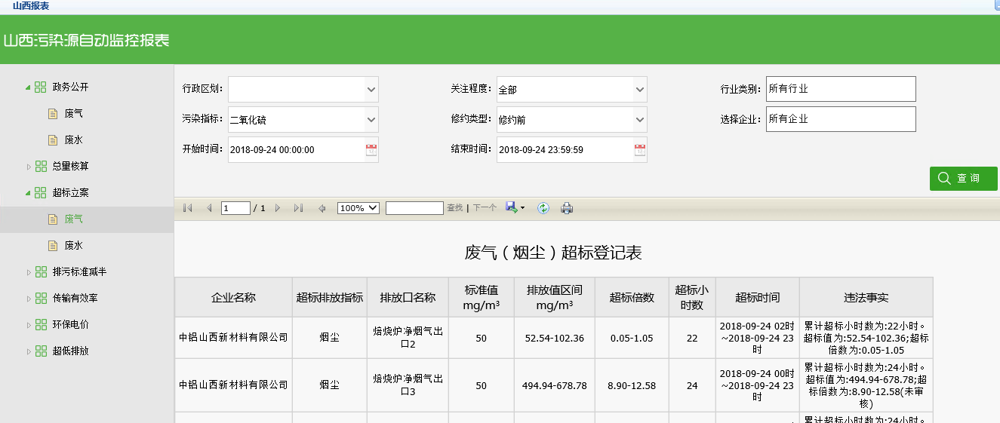 山西报表
山西污染源自动监控报表
政务公开
废气
废水
总量核算
超标立案
废气
废水
排污标准减半
传输有效率
环保电价
超低排放
行政区划:
关注程度: 全部
行业类别: 所有行业
污染指标: 二氧化硫
修约类型: 修约前
选择企业: 所有企业
开始时间: 2018-09-24 00:00:00
结束时间: 2018-09-24 23:59:59
查 询
1 / 1 100% 查找 | 下一个
废气（烟尘）超标登记表
企业名称
超标排放指标
排放口名称
标准值
mg/m³
排放值区间
mg/m³
超标倍数
超标小
时数
超标时间
违法事实
中铝山西新材料有限公司
烟尘
焙烧炉净烟气出
口2
50
52.54-102.36
0.05-1.05
22
2018-09-24 02时
~2018-09-24 23
时
累计超标小时数为:22小时。
超标值为:52.54-102.36;超标
倍数为:0.05-1.05
中铝山西新材料有限公司
烟尘
焙烧炉净烟气出
口3
50
494.94-678.78
8.90-12.58
24
2018-09-24 00时
~2018-09-24 23
时
累计超标小时数为:24小时。
超标值为:494.94-678.78;超
标倍数为:8.90-12.58(未审
核)
累计超标小时数为:24小时。